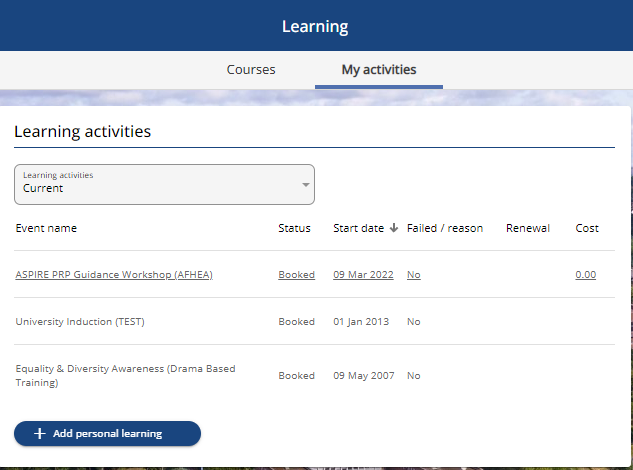 Learning
Courses My activities
Learning activities
Learning activities
Current
Event name Status Start date Failed / reason Renewal Cost
ASPIRE PRP Guidance Workshop (AFHEA) Booked 09 Mar 2022 No 0.00
University Induction (TEST) Booked 01 Jan 2013 No
Equality & Diversity Awareness (Drama Based
Training) Booked 09 May 2007 No
+ Add personal learning